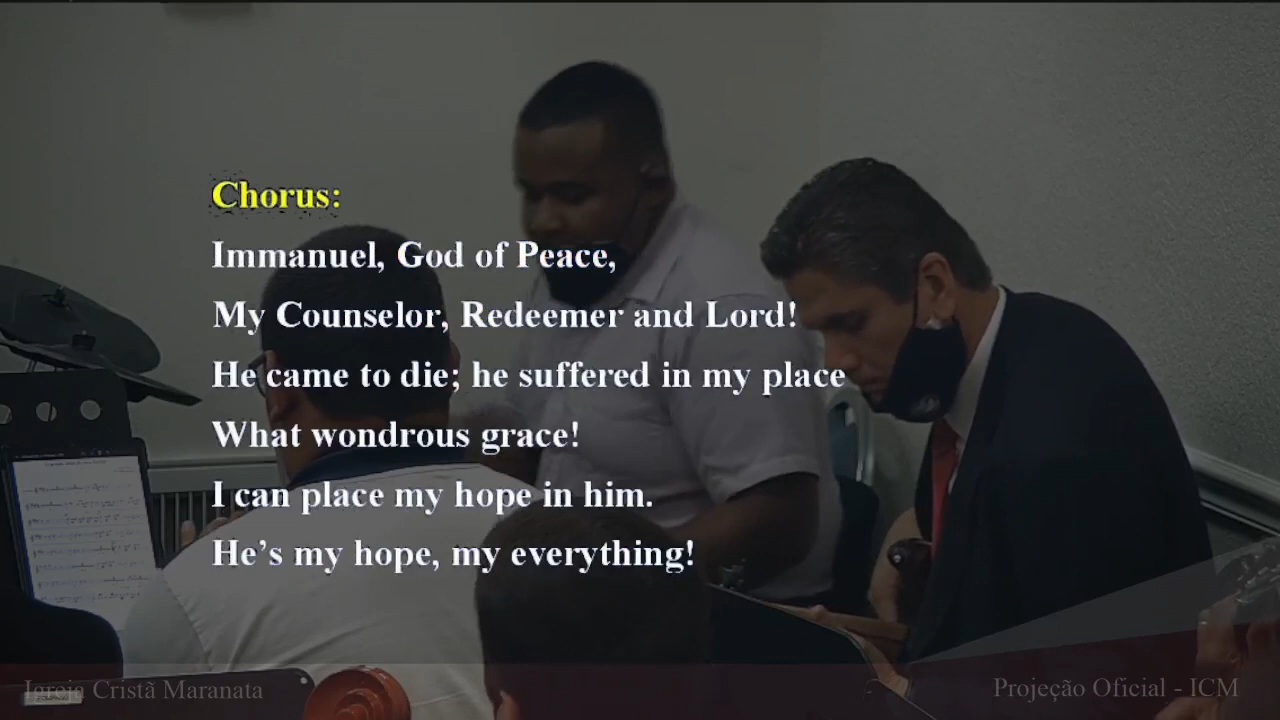 Chorus:
Immanuel, God of Peace,
My Counselor, Redeemer and Lord!
He came to die; he suffered in my place
What wondrous grace!
I can place my hope in him.
He’s my hope, my everything!
Igreja Cristã Maranata
Projeção Oficial - ICM